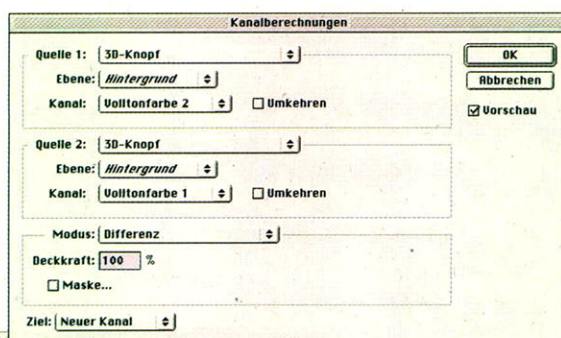 Kanalberechnungen
Quelle 1: 3D-Knopf
OK
Ebene: Hintergrund
Abbrechen
Kanal: Volltonfarbe 2 Umkehren
Vorschau
Quelle 2: 3D-Knopf
Ebene: Hintergrund
Kanal: Volltonfarbe 1 Umkehren
Modus: Differenz
Deckkraft: 100 %
Maske...
Ziel: Neuer Kanal